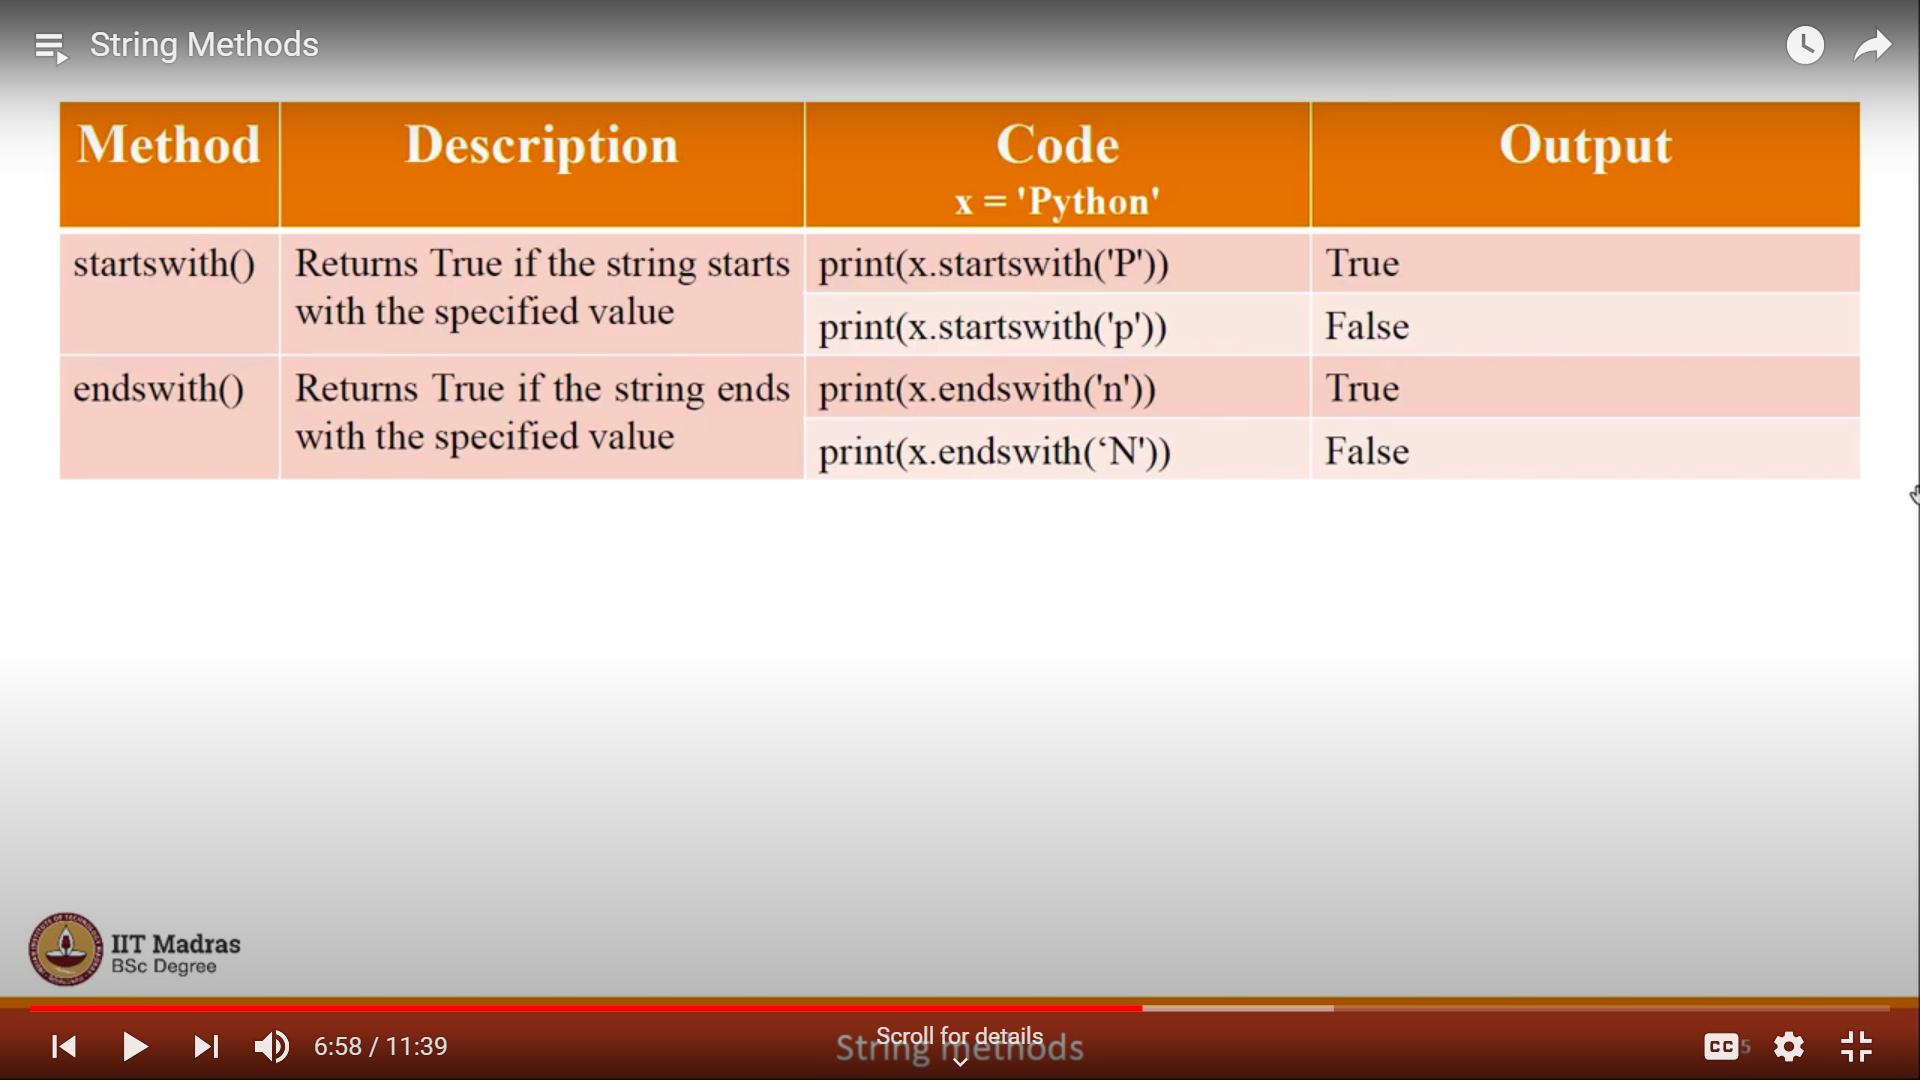 String Methods
Method Description Code Output
x = 'Python'
startswith() Returns True if the string starts print(x.startswith('P')) True
with the specified value print(x.startswith('p')) False
endswith() Returns True if the string ends print(x.endswith('n')) True
with the specified value print(x.endswith(‘N')) False
IIT Madras
BSc Degree
Scroll for details
6:58 / 11:39 String methods CC 5